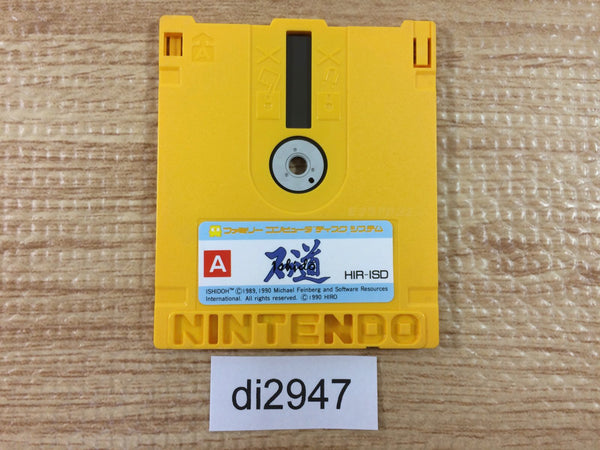 A
ファミリー コンピュータ ディスク システム
A
石道
ishido
HIR-ISD
ISHIDOH™ ©1989, 1990 Michael Feinberg and Software Resources
International. All rights reserved. ©1990 HIRO
NINTENDO
di2947